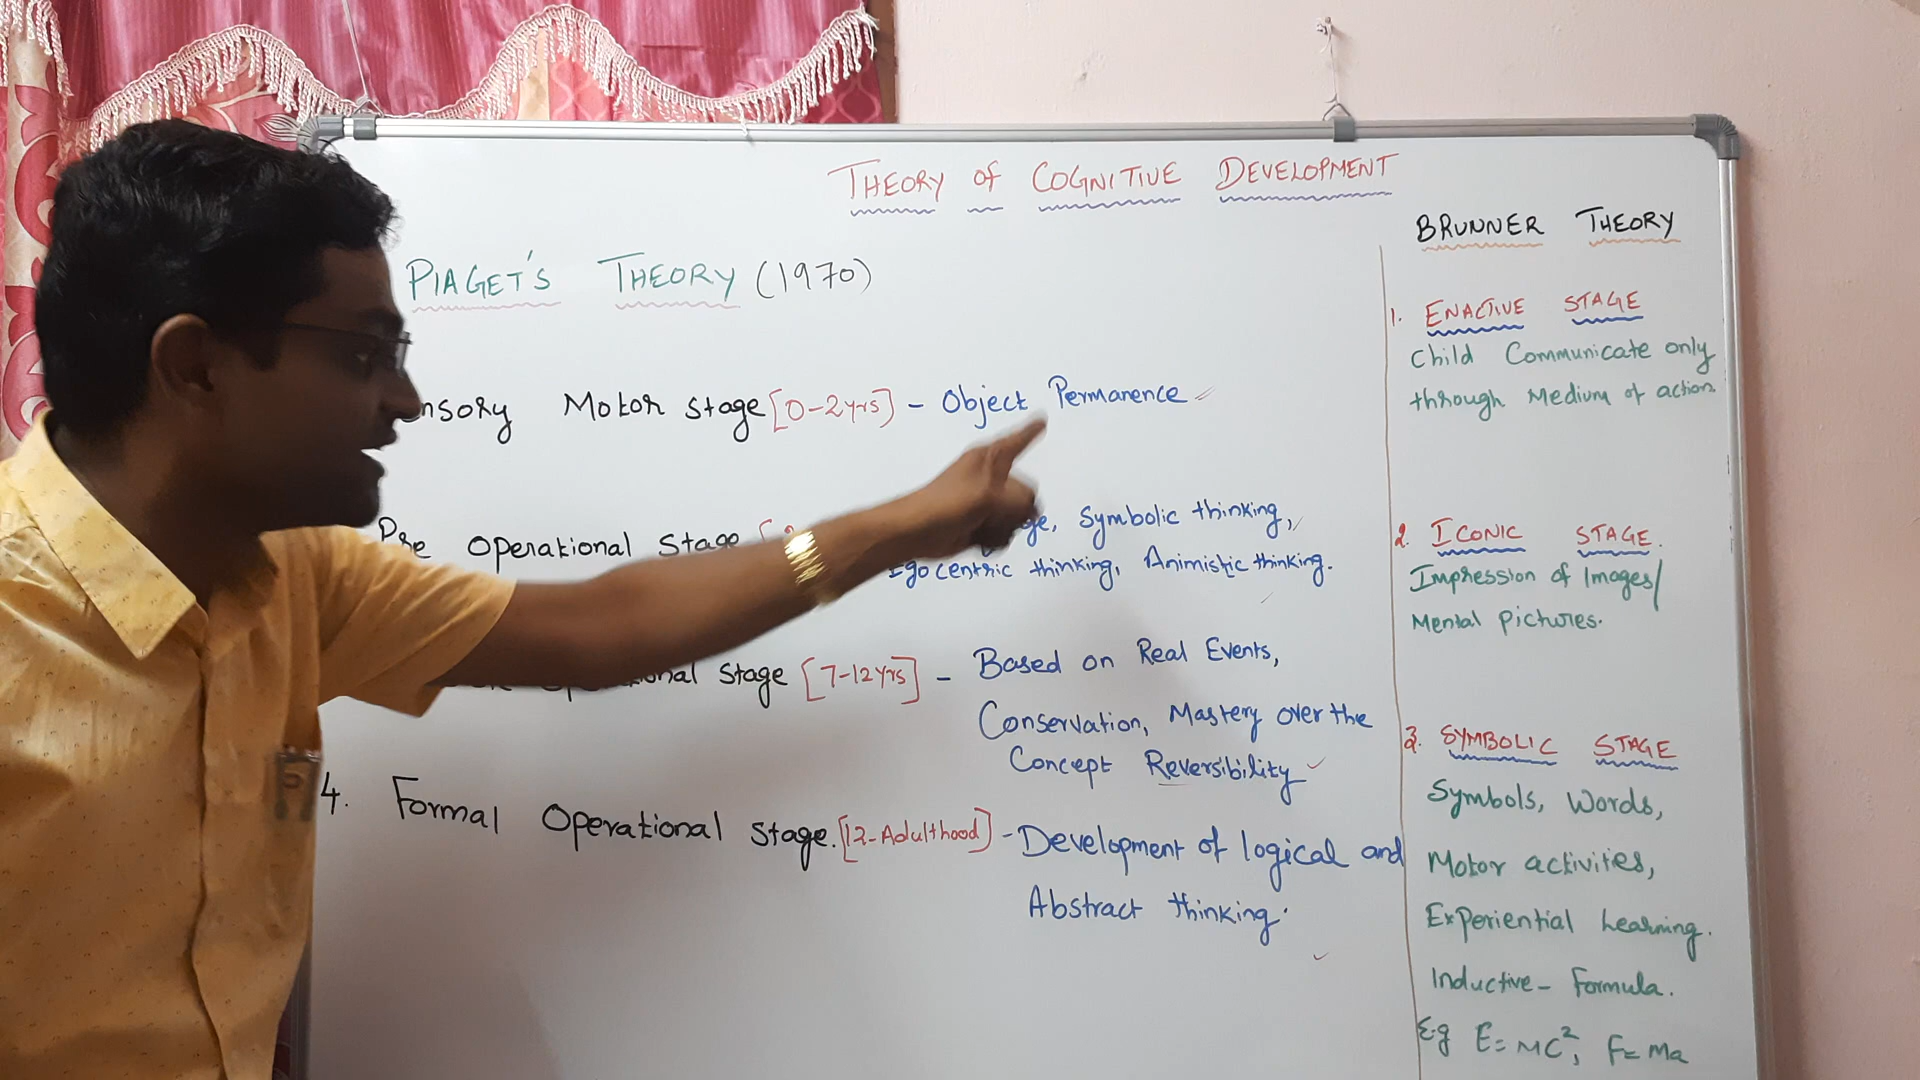 THEORY OF COGNITIVE DEVELOPMENT
PIAGET'S THEORY (1970)
nsory Motor Stage [0-2yrs] - Object Permanence
Pre Operational Stage ge, Symbolic thinking,
Egocentric thinking, Animistic thinking.
onal Stage [7-12yrs] - Based on Real Events,
Conservation, Mastery over the
Concept Reversibility
4. Formal Operational Stage. [12-Adulthood] - Development of logical and
Abstract thinking.
BRUNNER THEORY
1. ENACTIVE STAGE
Child Communicate only
through Medium of action.
2. ICONIC STAGE.
Impression of Images/
Mental pictures.
3. SYMBOLIC STAGE
Symbols, Words,
Motor activities,
Experiential Learning.
Inductive - Formula.
E.g E=MC², F=Ma